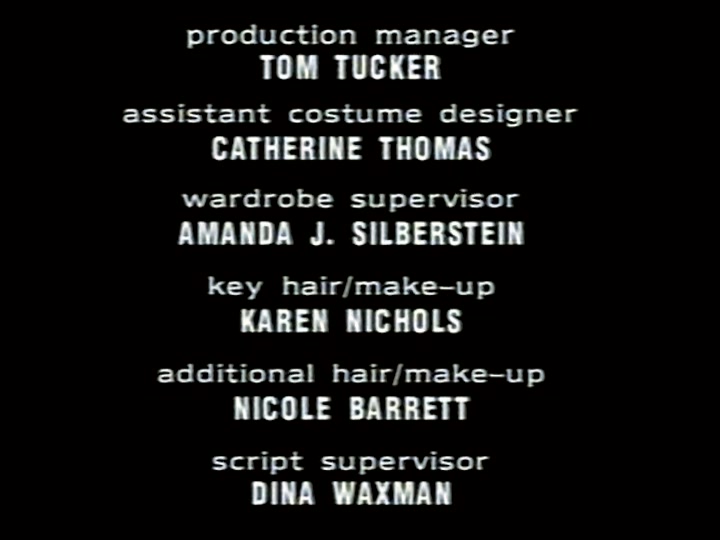 production manager
TOM TUCKER
assistant costume designer
CATHERINE THOMAS
wardrobe supervisor
AMANDA J. SILBERSTEIN
key hair/make-up
KAREN NICHOLS
additional hair/make-up
NICOLE BARRETT
script supervisor
DINA WAXMAN